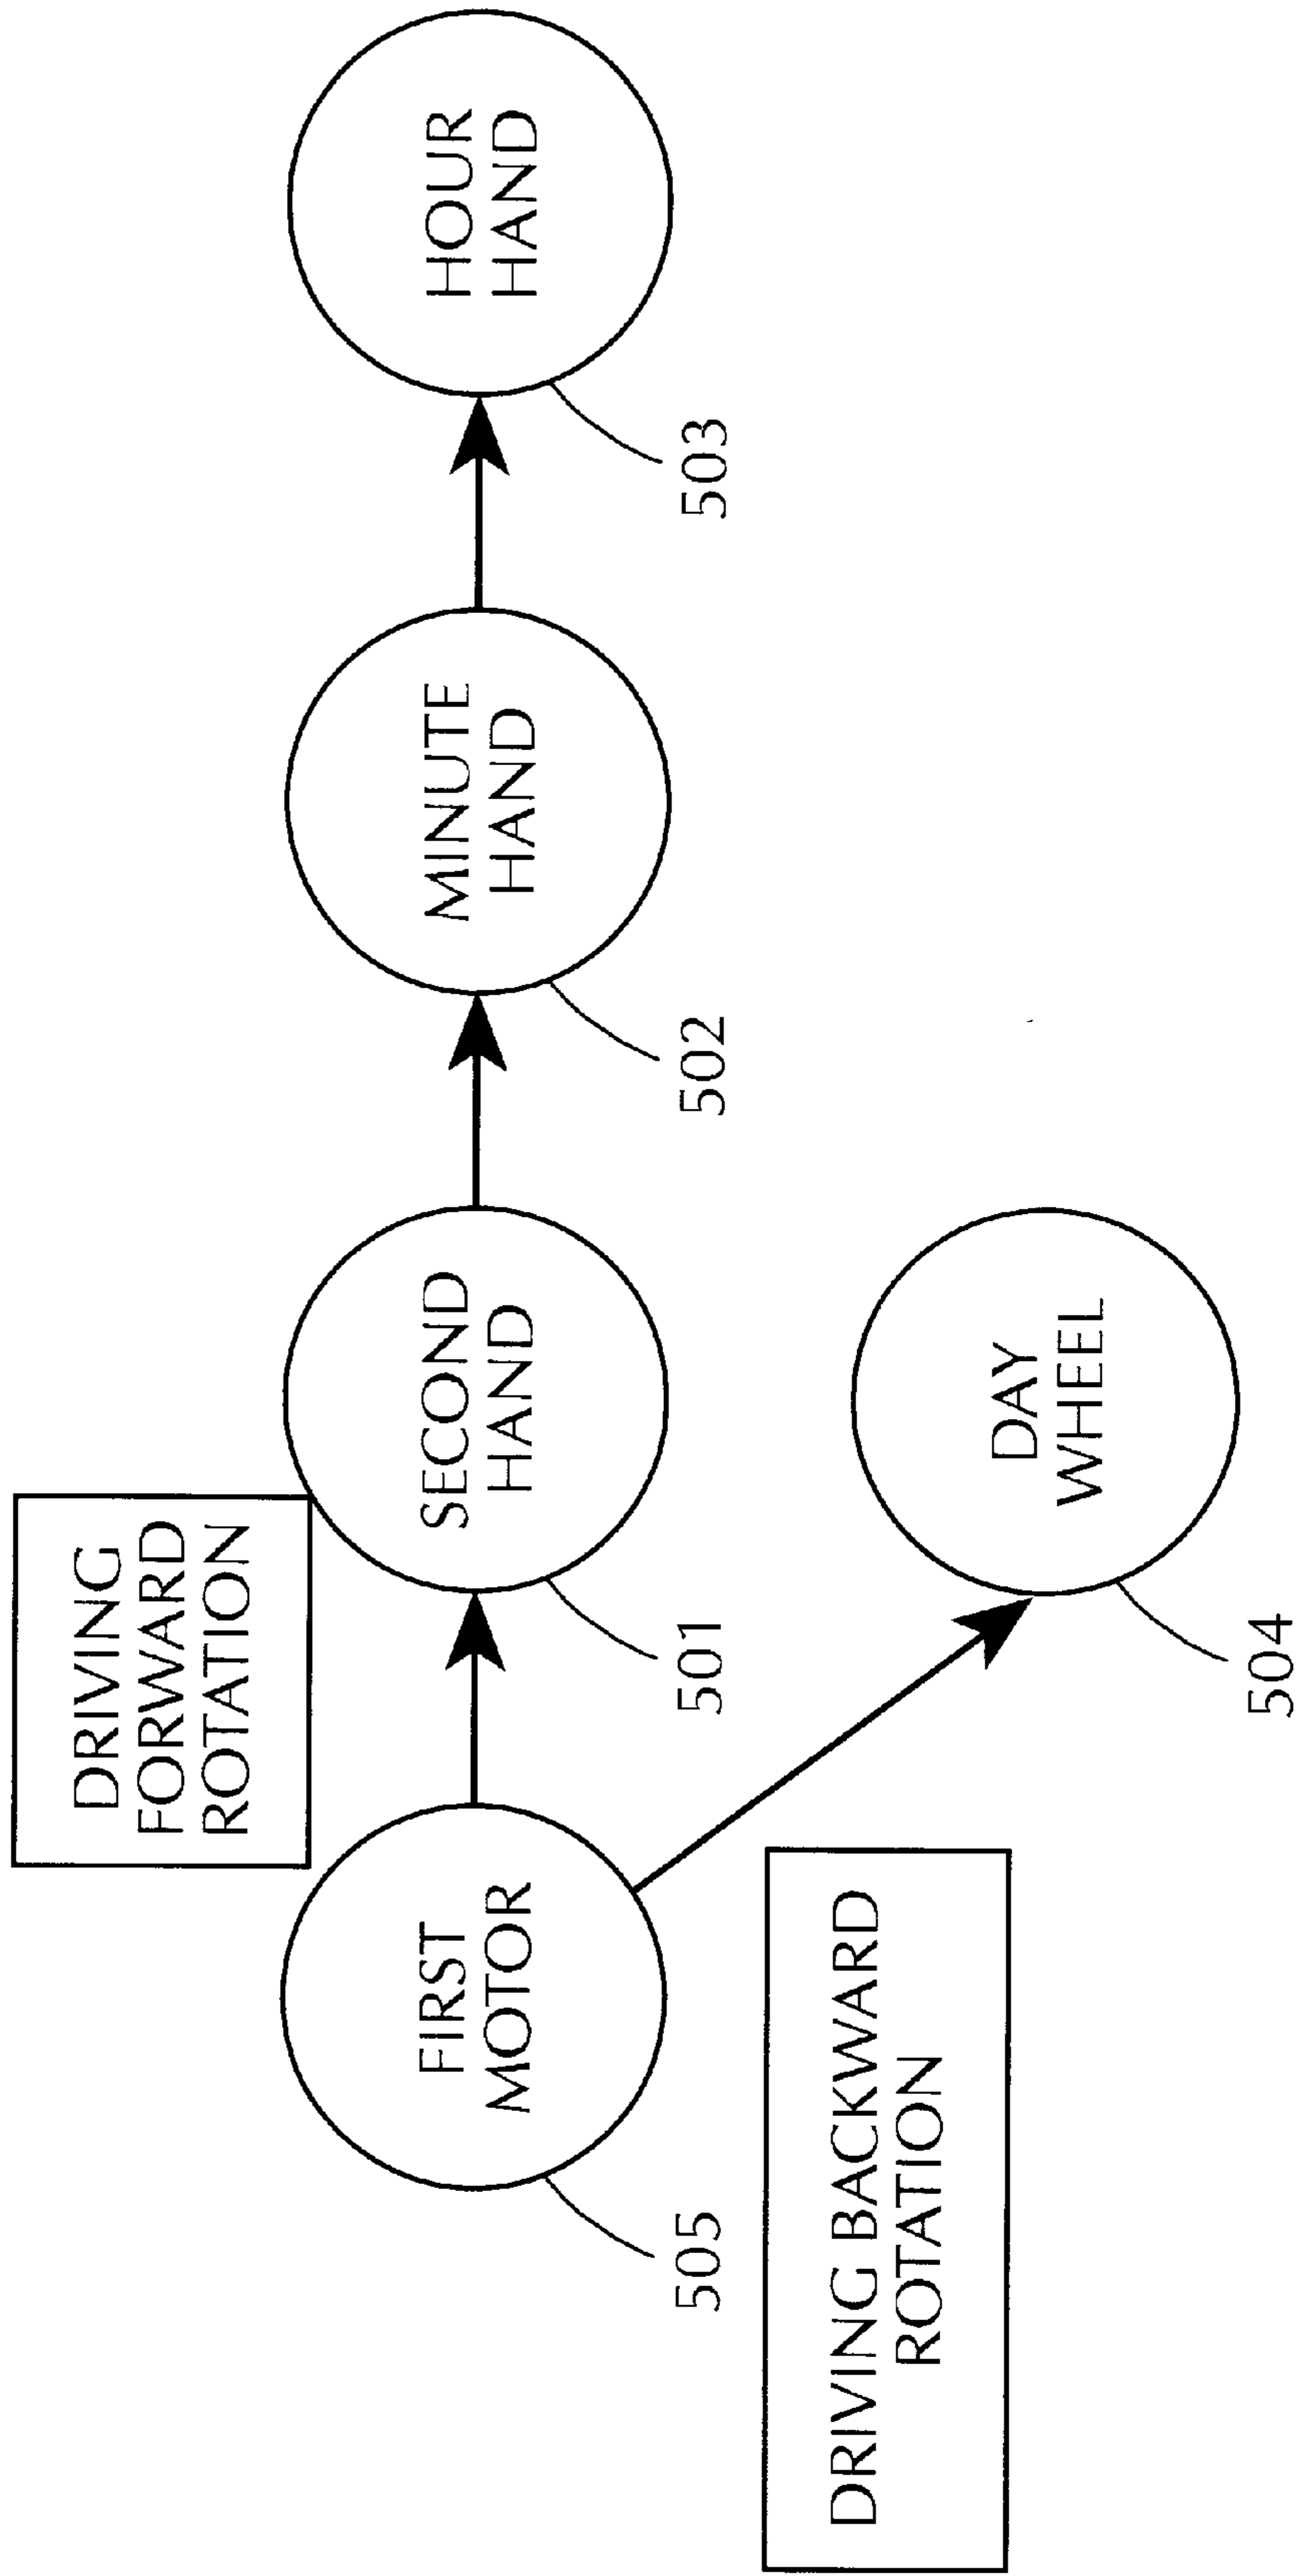 DRIVING
FORWARD
ROTATION
FIRST
MOTOR
SECOND
HAND
MINUTE
HAND
HOUR
HAND
505
501
502
503
DRIVING BACKWARD
ROTATION
DAY
WHEEL
504